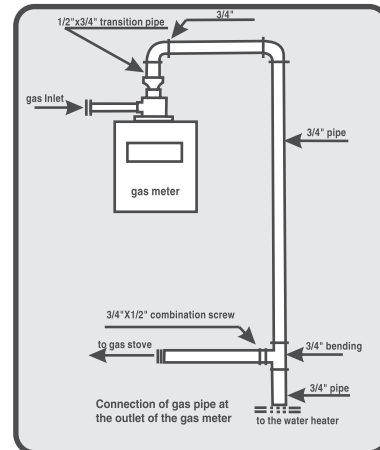 1/2"x3/4" transition pipe
3/4"
gas Inlet
3/4" pipe
gas meter
3/4"X1/2" combination screw
to gas stove
3/4" bending
3/4" pipe
Connection of gas pipe at
the outlet of the gas meter
to the water heater